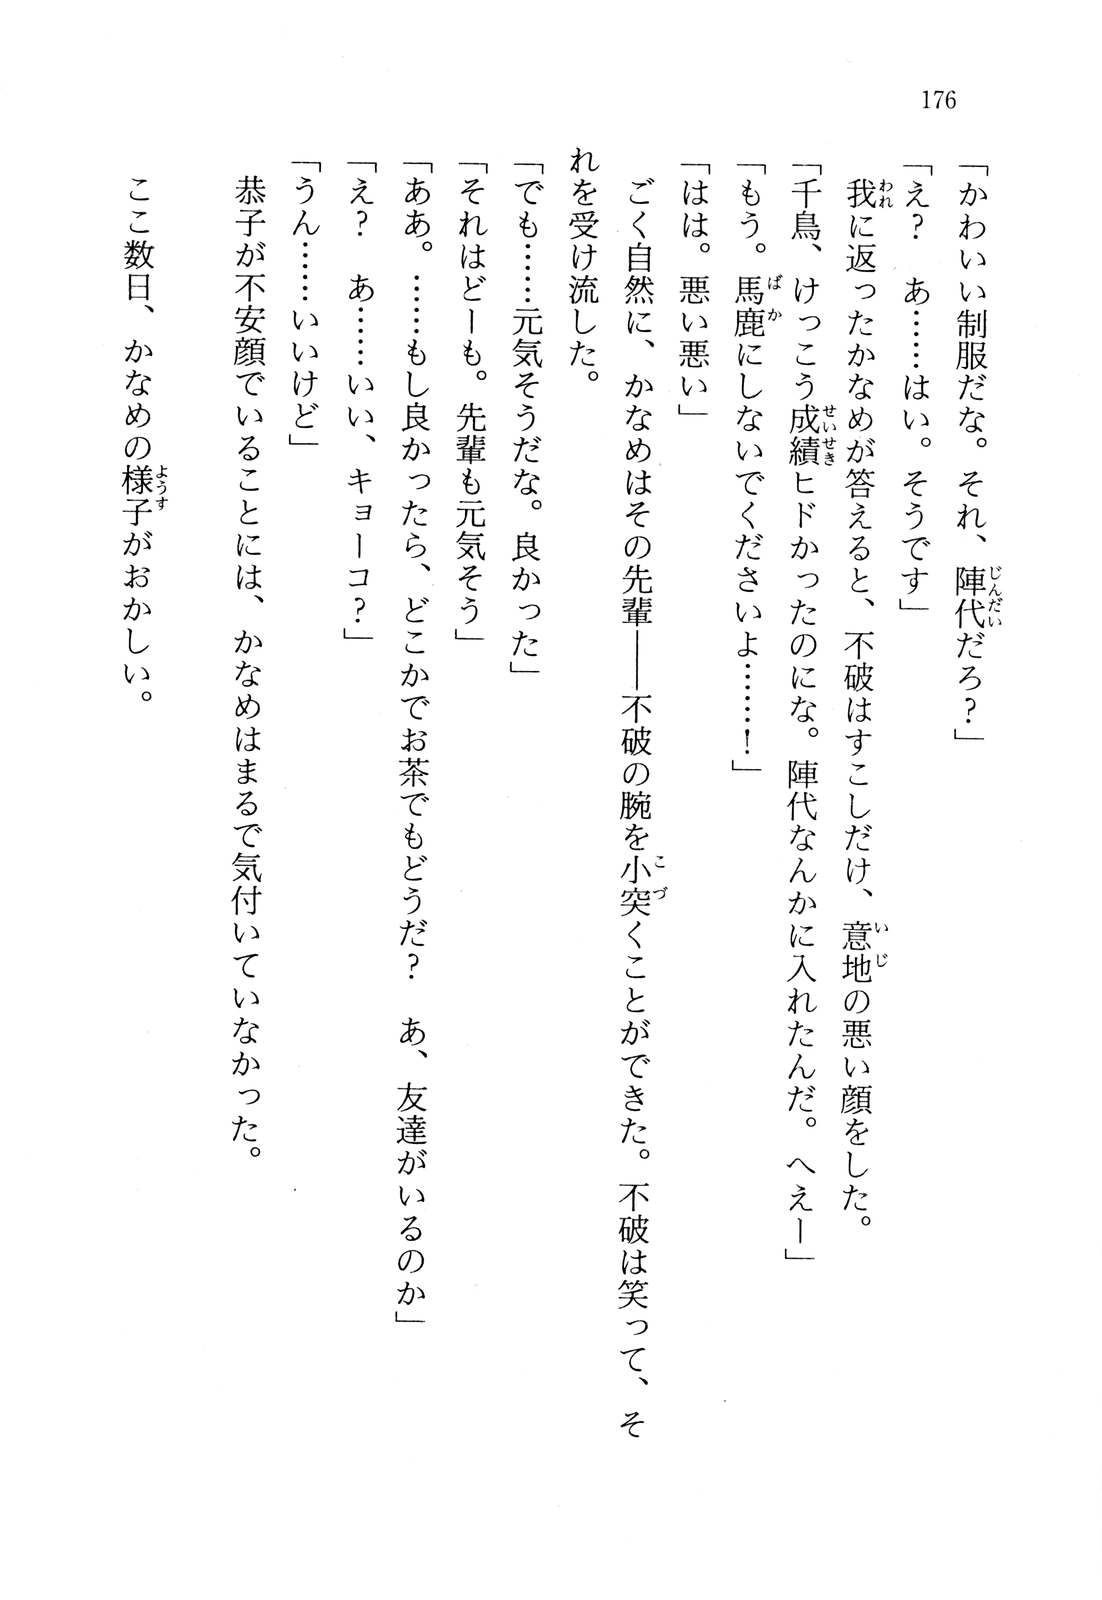 176
「かわいい制服だな。それ、陣代だろ？」
「え？　あ……はい。そうです」
　我に返ったかなめが答えると、不破はすこしだけ、意地の悪い顔をした。
「千鳥、けっこう成績ヒドかったのにな。陣代なんかに入れたんだ。へえー」
「もう。馬鹿にしないでくださいよ……！」
「はは。悪い悪い」
　ごく自然に、かなめはその先輩――不破の腕を小突くことができた。不破は笑って、そ
れを受け流した。
「でも……元気そうだな。良かった」
「それはどーも。先輩も元気そう」
「ああ。……もし良かったら、どこかでお茶でもどうだ？　あ、友達がいるのか」
「え？　あ……いい、キョーコ？」
「うん……いいけど」
　恭子が不安顔でいることには、かなめはまるで気付いていなかった。
　ここ数日、かなめの様子がおかしい。